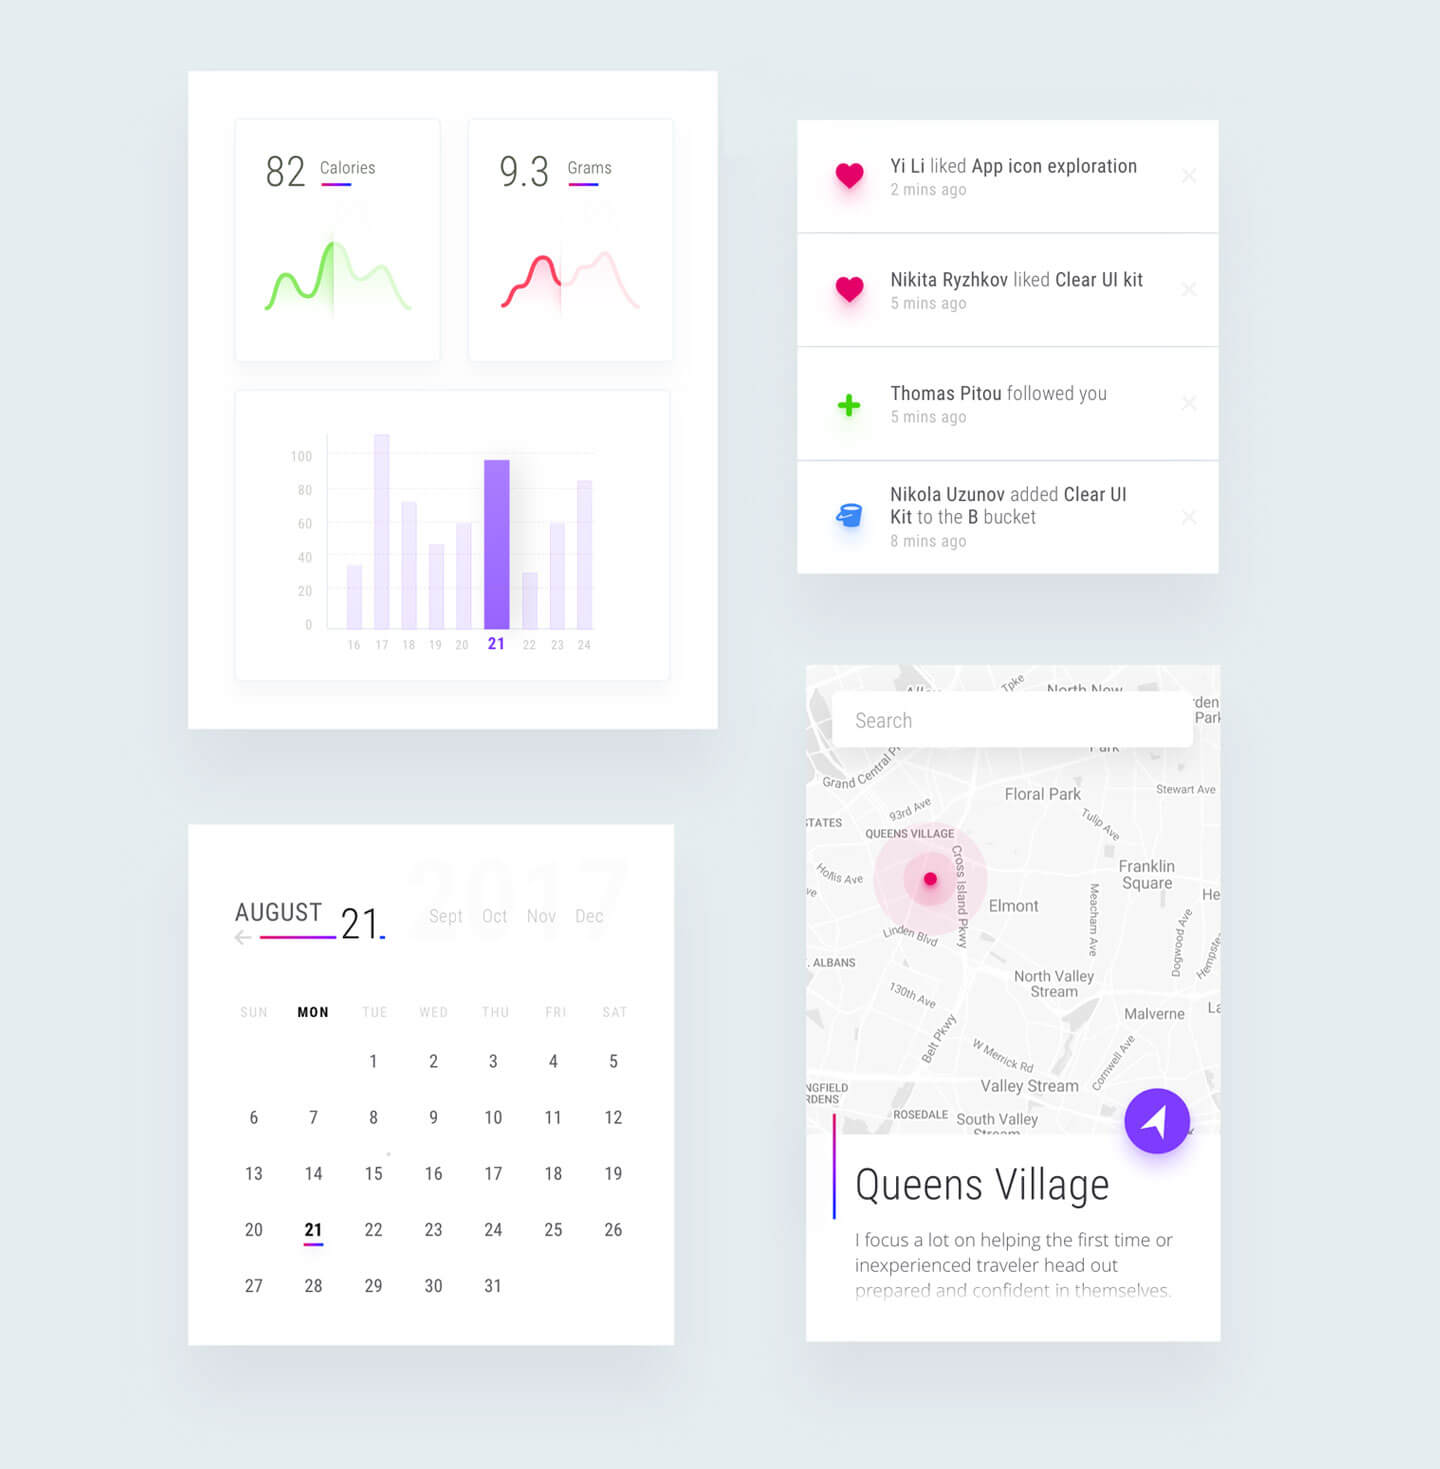 82 Calories
9.3 Grams
100
80
60
40
20
0
16 17 18 19 20 21 22 23 24
Yi Li liked App icon exploration
2 mins ago
Nikita Ryzhkov liked Clear UI kit
5 mins ago
Thomas Pitou followed you
5 mins ago
Nikola Uzunov added Clear UI
Kit to the B bucket
8 mins ago
2017
AUGUST 21 Sept Oct Nov Dec
SUN MON TUE WED THU FRI SAT
1 2 3 4 5
6 7 8 9 10 11 12
13 14 15 16 17 18 19
20 21 22 23 24 25 26
27 28 29 30 31
Tpke
North New
Search
Park
Park
Grand Central
Floral Park
Stewart Ave
93rd Ave
Tulip Ave
QUEENS VILLAGE
Hollis Ave
Cross Island Pkwy
Franklin
Square
Meacham Ave
Elmont
Linden Blvd
Dogwood Ave
ALBANS
North Valley
Stream
130th Ave
Malverne
Belt Pkwy
W Merrick Rd
Cornwell Ave
Valley Stream
ROSEDALE
South Valley
Stream
Queens Village
I focus a lot on helping the first time or
inexperienced traveler head out
prepared and confident in themselves.